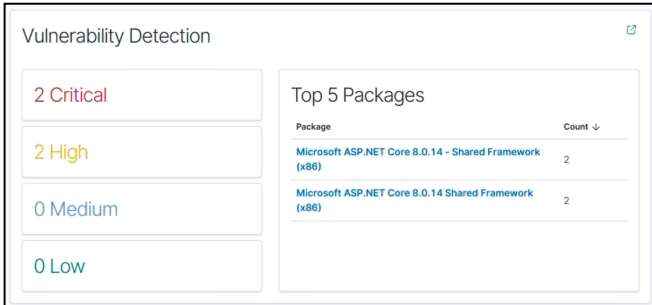 Vulnerability Detection
2 Critical
2 High
0 Medium
0 Low
Top 5 Packages
Package Count ↓
Microsoft ASP.NET Core 8.0.14 - Shared Framework
(x86)
2
Microsoft ASP.NET Core 8.0.14 Shared Framework
(x86)
2